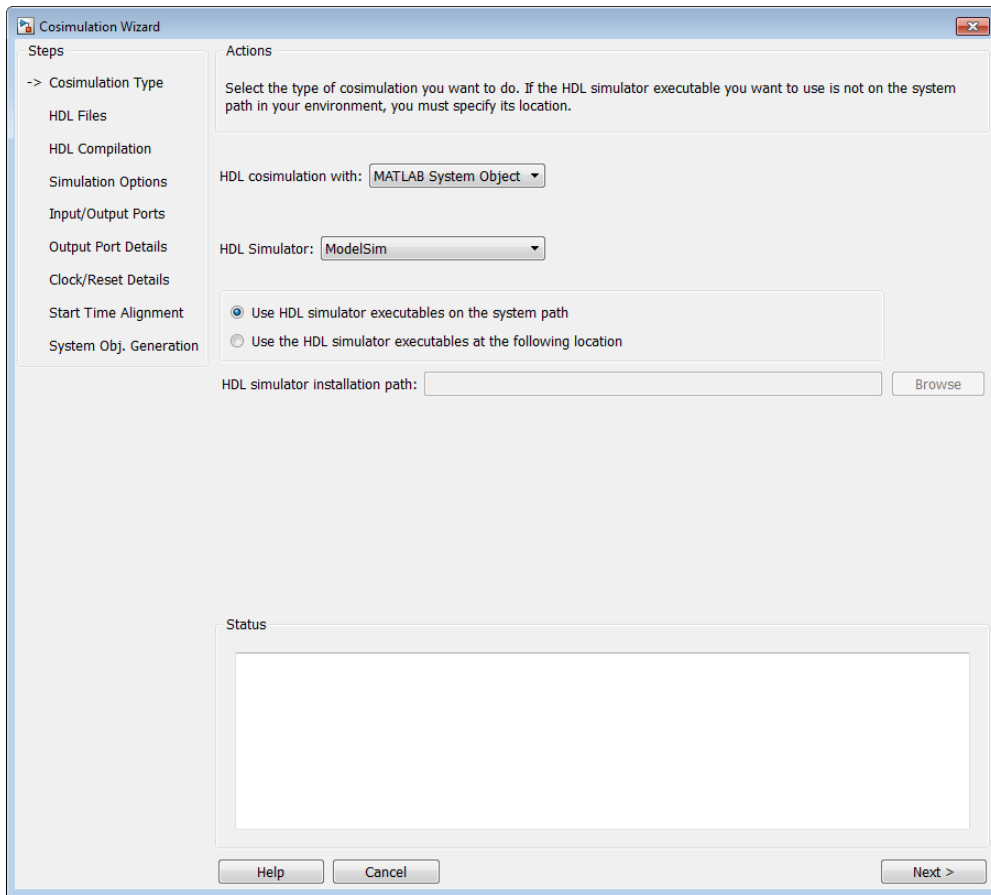 Cosimulation Wizard
Steps
-> Cosimulation Type
HDL Files
HDL Compilation
Simulation Options
Input/Output Ports
Output Port Details
Clock/Reset Details
Start Time Alignment
System Obj. Generation
Actions
Select the type of cosimulation you want to do. If the HDL simulator executable you want to use is not on the system
path in your environment, you must specify its location.
HDL cosimulation with: MATLAB System Object
HDL Simulator: ModelSim
Use HDL simulator executables on the system path
Use the HDL simulator executables at the following location
HDL simulator installation path: Browse
Status
Help Cancel Next >